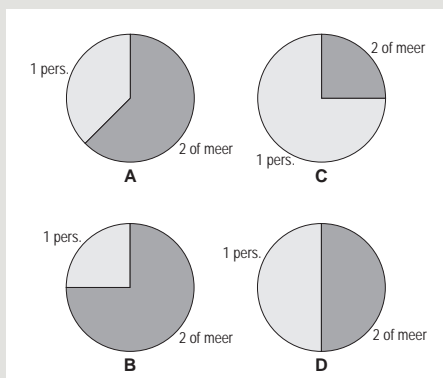 1 pers.
2 of meer
A
2 of meer
1 pers.
C
1 pers.
2 of meer
B
1 pers.
2 of meer
D